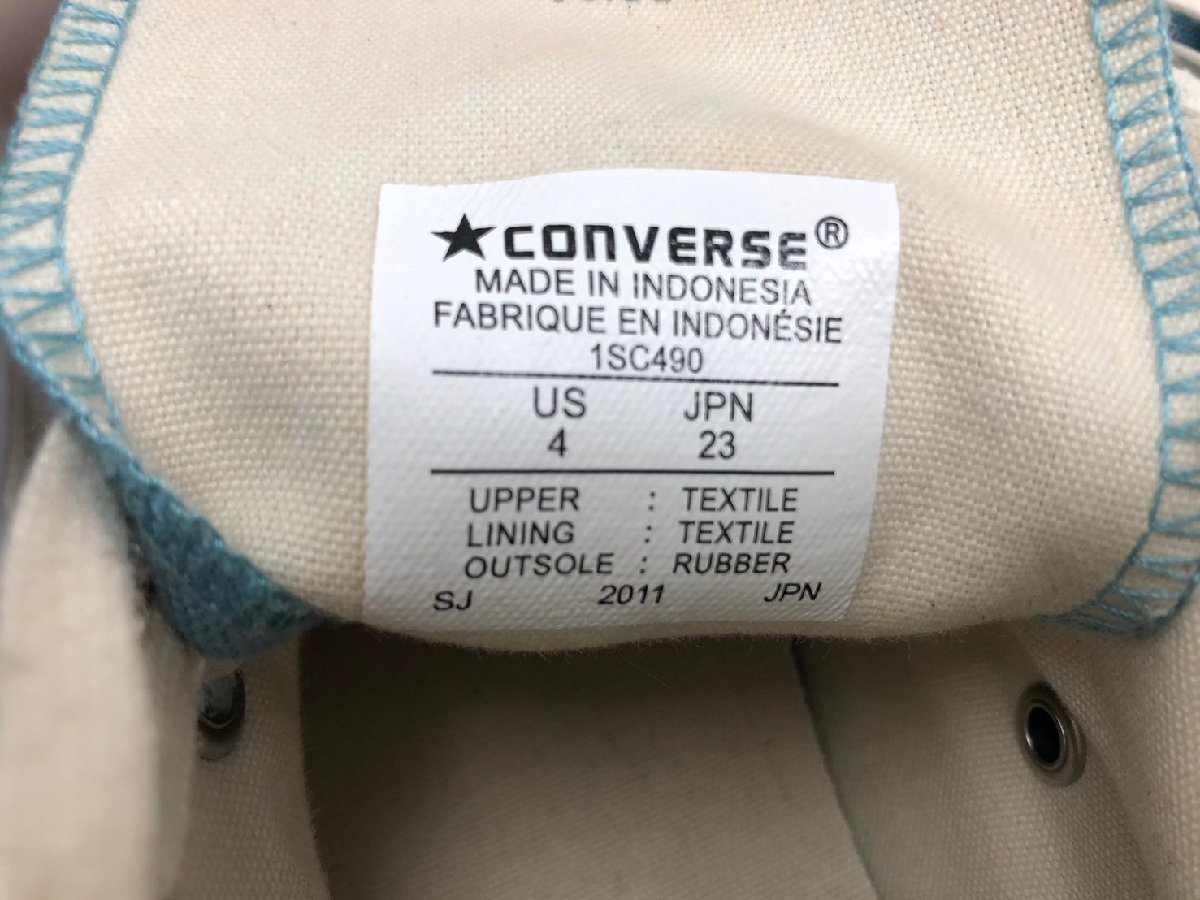 ★CONVERSE®
MADE IN INDONESIA
FABRIQUE EN INDONÉSIE
1SC490
US JPN
4 23
UPPER : TEXTILE
LINING : TEXTILE
OUTSOLE : RUBBER
SJ 2011 JPN